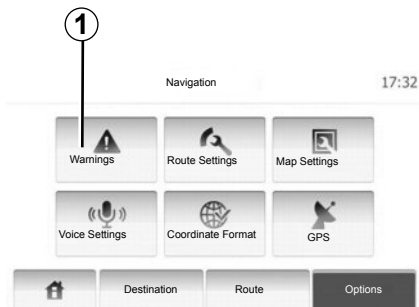 1
Navigation
17:32
Warnings
Route Settings
Map Settings
Voice Settings
Coordinate Format
GPS
Destination
Route
Options